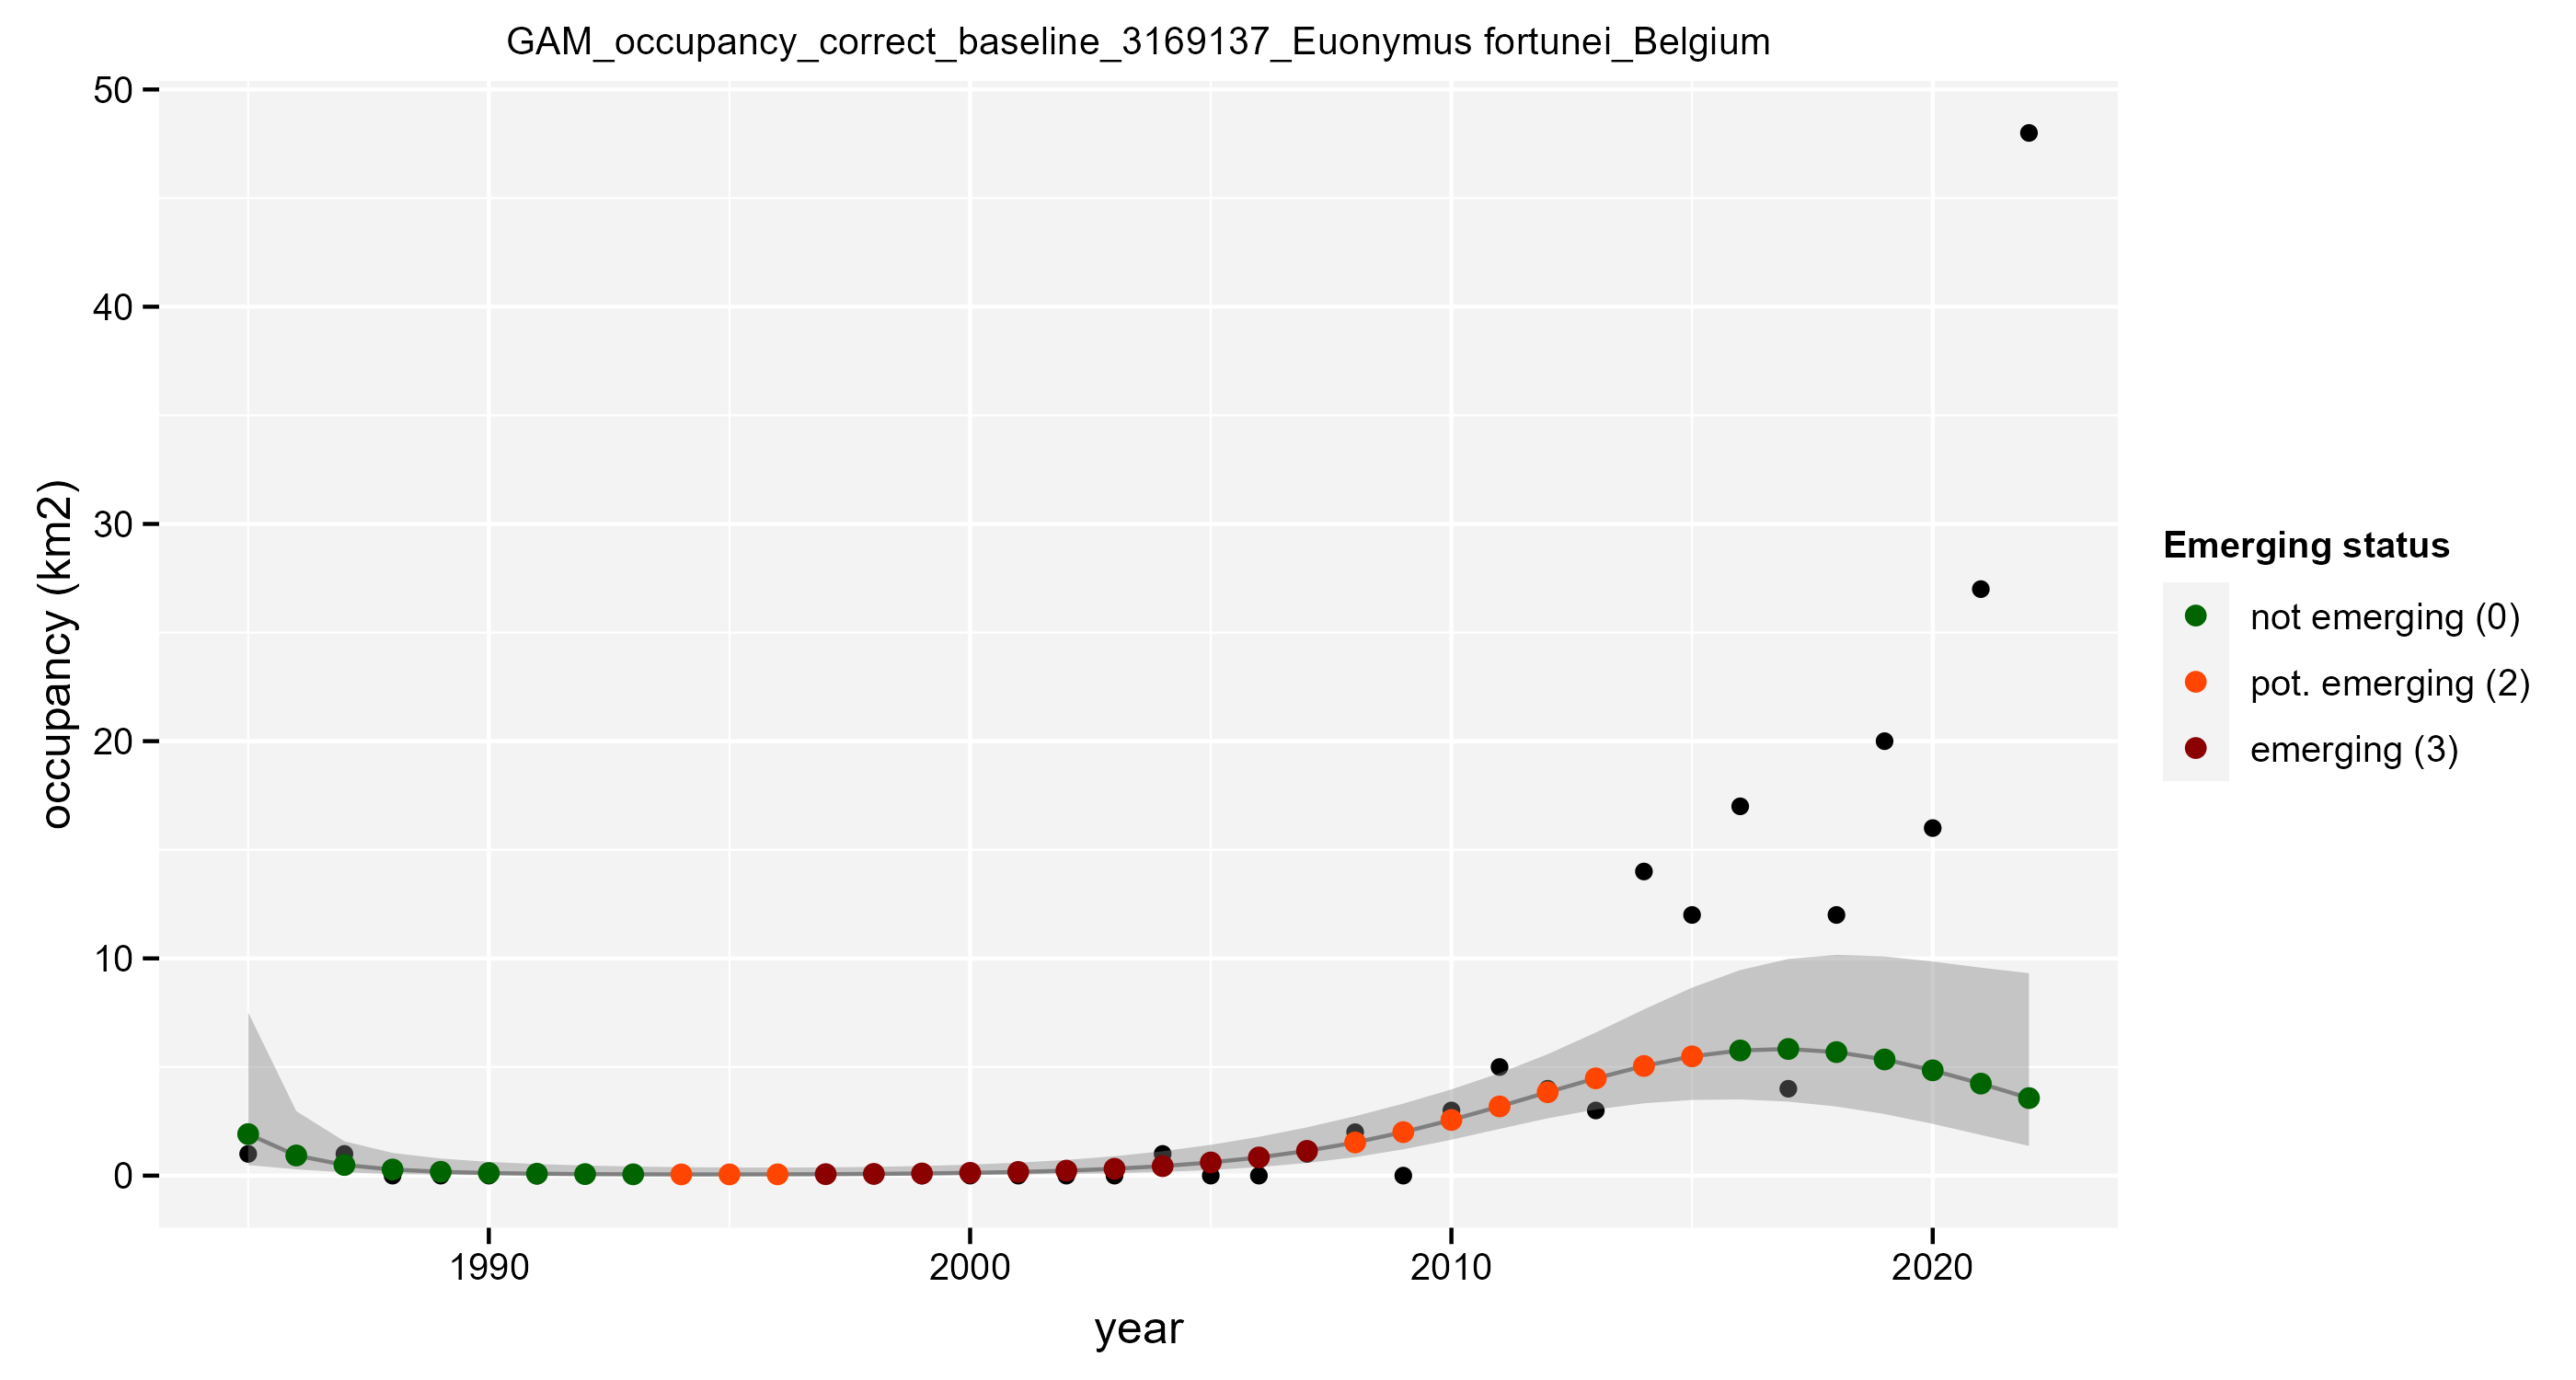 GAM_occupancy_correct_baseline_3169137_Euonymus fortunei_Belgium
50
40
30
20
10
0
occupancy (km2)
1990 2000 2010 2020
year
Emerging status
not emerging (0)
pot. emerging (2)
emerging (3)